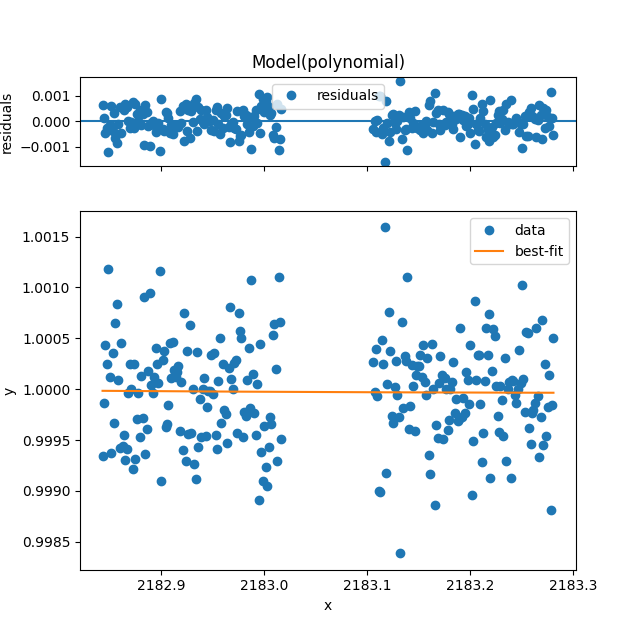 Model(polynomial)
residuals
0.001
0.000
−0.001
residuals
data
best-fit
y
1.0015
1.0010
1.0005
1.0000
0.9995
0.9990
0.9985
2182.9
2183.0
2183.1
2183.2
2183.3
x